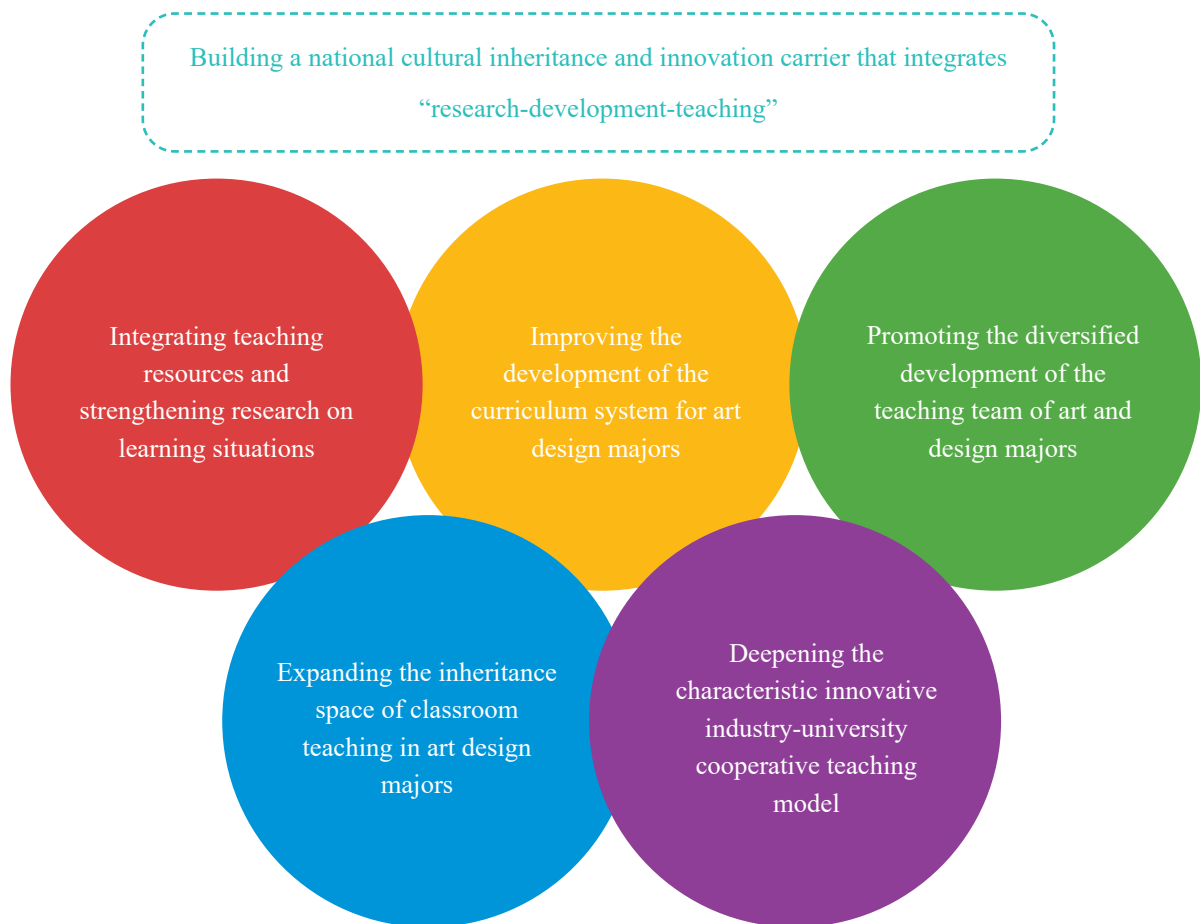 Building a national cultural inheritance and innovation carrier that integrates
“research-development-teaching”
Integrating teaching
resources and
strengthening research on
learning situations
Improving the
development of the
curriculum system for art
design majors
Promoting the diversified
development of the
teaching team of art and
design majors
Expanding the inheritance
space of classroom
teaching in art design
majors
Deepening the
characteristic innovative
industry-university
cooperative teaching
model